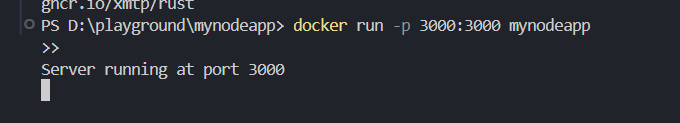 ghcr.io/xmtp/rust
PS D:\playground\mynodeapp> docker run -p 3000:3000 mynodeapp
>>
Server running at port 3000